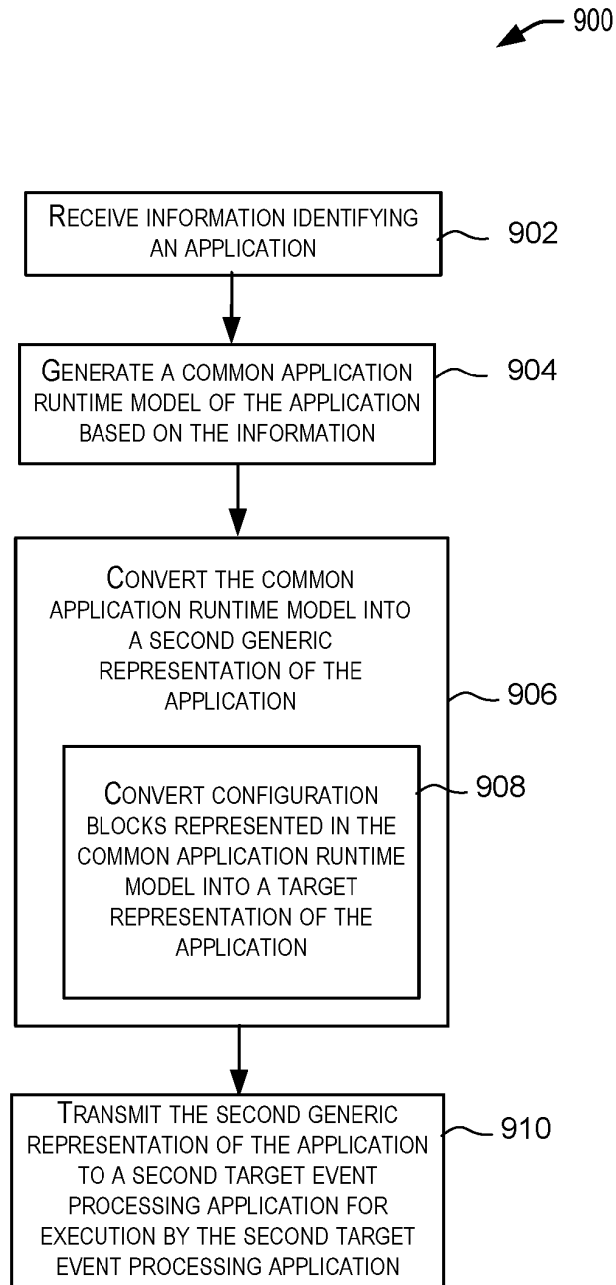 900
RECEIVE INFORMATION IDENTIFYING
AN APPLICATION
902
GENERATE A COMMON APPLICATION
RUNTIME MODEL OF THE APPLICATION
BASED ON THE INFORMATION
904
CONVERT THE COMMON
APPLICATION RUNTIME MODEL INTO
A SECOND GENERIC
REPRESENTATION OF THE
APPLICATION
906
CONVERT CONFIGURATION
BLOCKS REPRESENTED IN THE
COMMON APPLICATION RUNTIME
MODEL INTO A TARGET
REPRESENTATION OF THE
APPLICATION
908
TRANSMIT THE SECOND GENERIC
REPRESENTATION OF THE APPLICATION
TO A SECOND TARGET EVENT
PROCESSING APPLICATION FOR
EXECUTION BY THE SECOND TARGET
EVENT PROCESSING APPLICATION
910